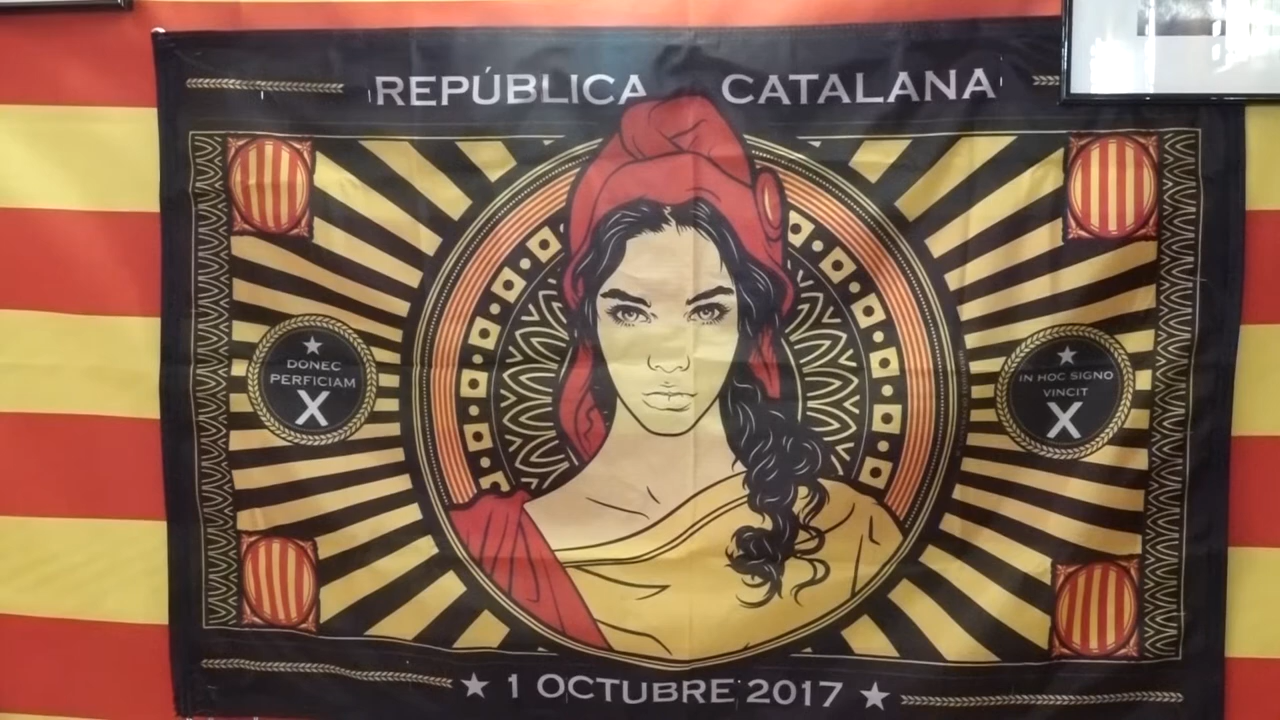 REPÚBLICA CATALANA
DONEC
PERFICIAM
X
IN HOC SIGNO
VINCIT
X
★ 1 OCTUBRE 2017 ★